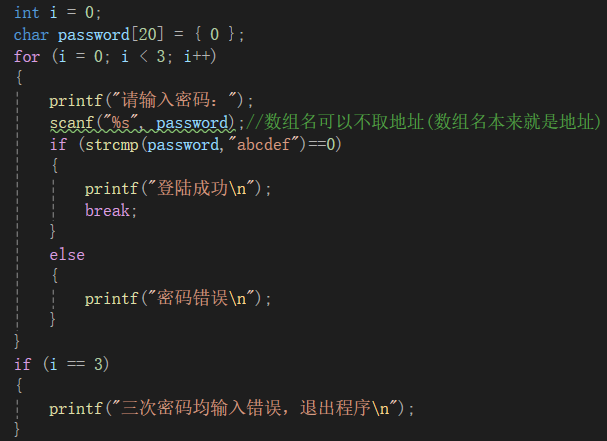 int i = 0;
char password[20] = { 0 };
for (i = 0; i < 3; i++)
{
printf("请输入密码：");
scanf("%s", password);//数组名可以不取地址(数组名本来就是地址)
if (strcmp(password,"abcdef")==0)
{
printf("登陆成功\n");
break;
}
else
{
printf("密码错误\n");
}
}
if (i == 3)
{
printf("三次密码均输入错误，退出程序\n");
}